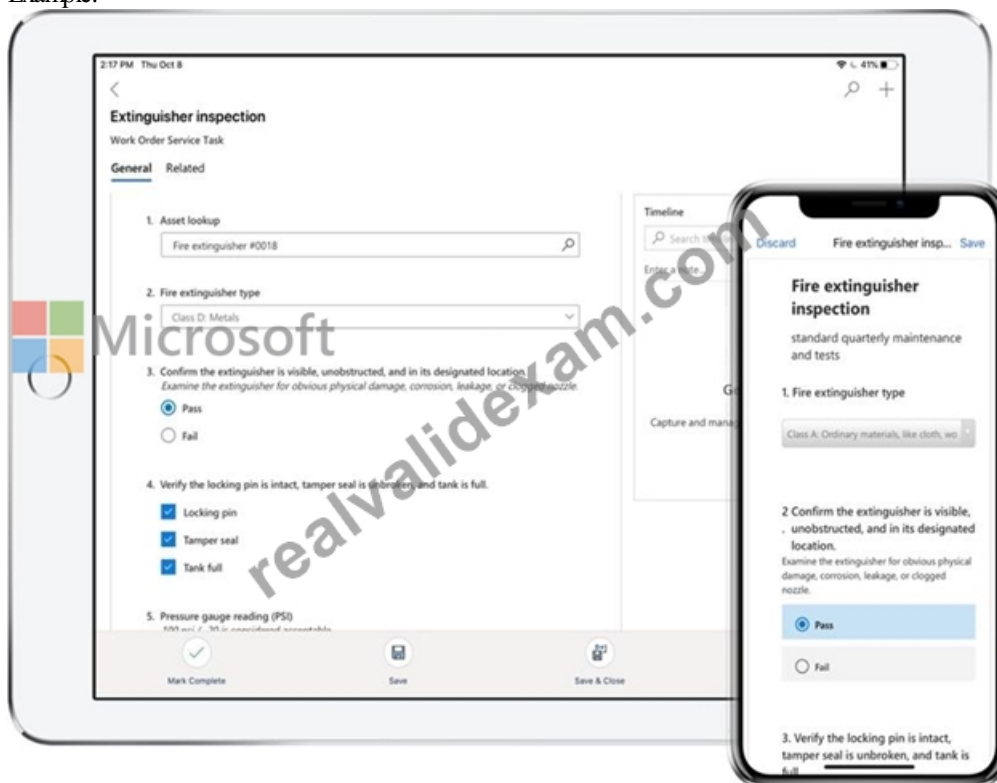 2:17 PM Thu Oct 8
41%
Extinguisher inspection
Work Order Service Task
General Related
1. Asset lookup
Fire extinguisher #0018
2. Fire extinguisher type
Class D: Metals
3. Confirm the extinguisher is visible, unobstructed, and in its designated location.
Examine the extinguisher for obvious physical damage, corrosion, leakage, or clogged nozzle.
Pass
Fail
4. Verify the locking pin is intact, tamper seal is unbroken, and tank is full.
Locking pin
Tamper seal
Tank full
5. Pressure gauge reading (PSI)
Mark Complete
Save
Save & Close
Timeline
Search
Enter a note...
Capture and
Microsoft
realvalidexam.com
Discard Fire extinguisher insp... Save
Fire extinguisher
inspection
standard quarterly maintenance
and tests
1. Fire extinguisher type
Class A: Ordinary materials, like cloth, wo
2 Confirm the extinguisher is visible,
. unobstructed, and in its designated
location.
Examine the extinguisher for obvious physical
damage, corrosion, leakage, or clogged
nozzle.
Pass
Fail
3. Verify the locking pin is intact,
tamper seal is unbroken, and tank is
full.